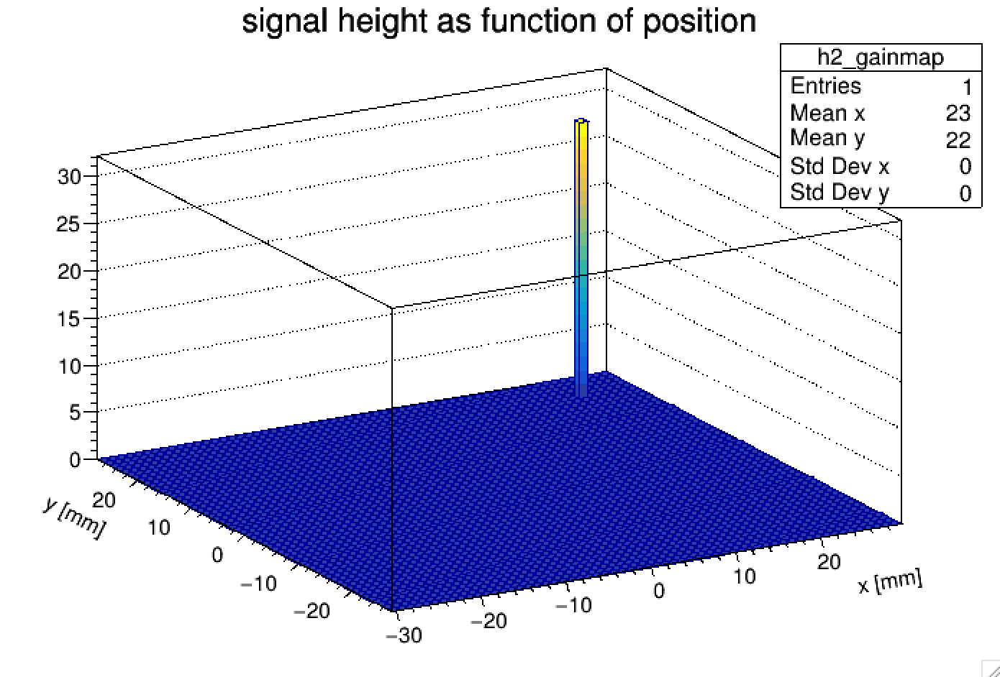 signal height as function of position
h2_gainmap
Entries 1
Mean x 23
Mean y 22
Std Dev x 0
Std Dev y 0
30
25
20
15
10
5
0
y [mm]
20
10
0
−10
−20
−30
−20
−10
0
10
20
x [mm]